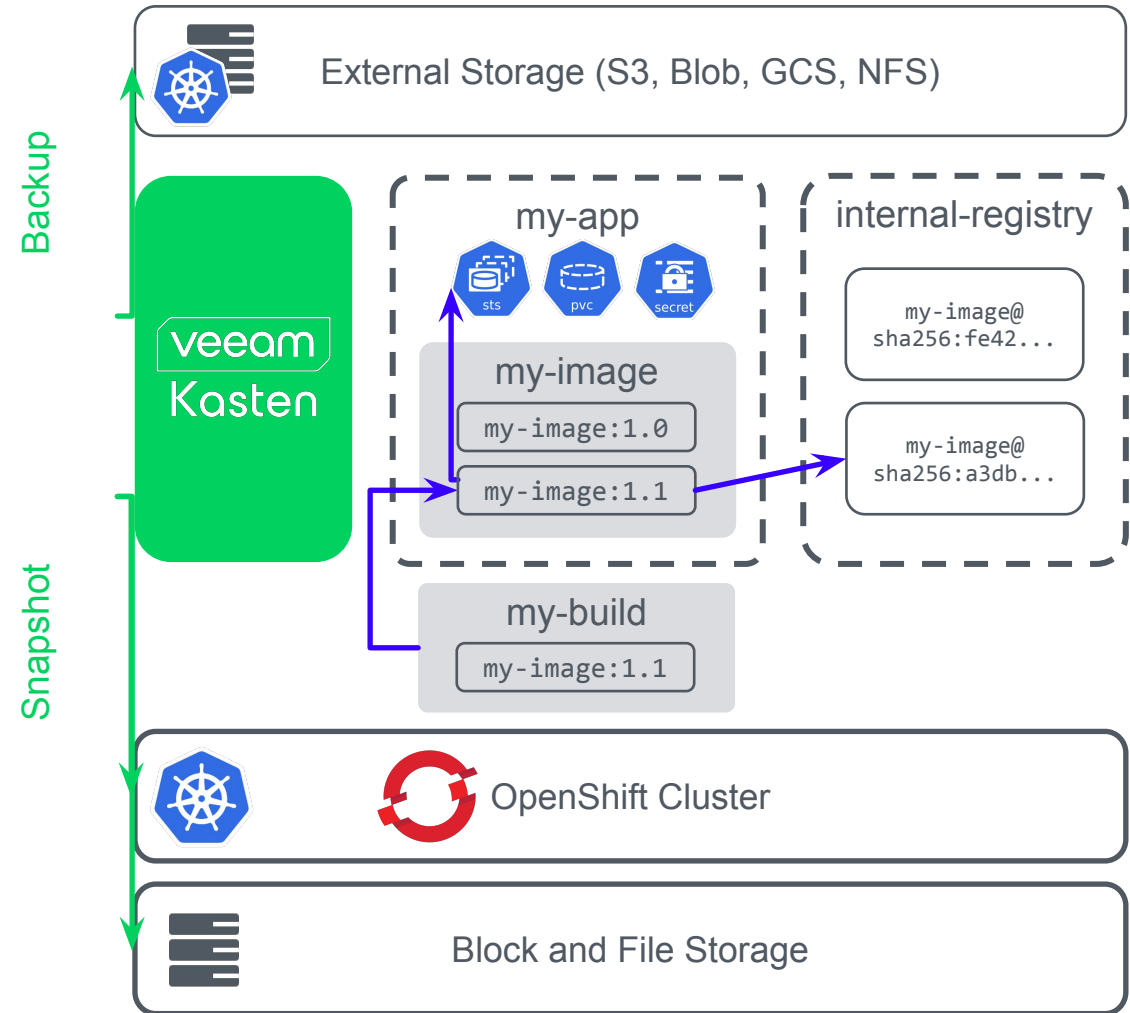 External Storage (S3, Blob, GCS, NFS)
Backup
Snapshot
veeam
Kasten
my-app
sts
pvc
secret
my-image
my-image:1.0
my-image:1.1
internal-registry
my-image@
sha256:fe42...
my-image@
sha256:a3db...
my-build
my-image:1.1
OpenShift Cluster
Block and File Storage